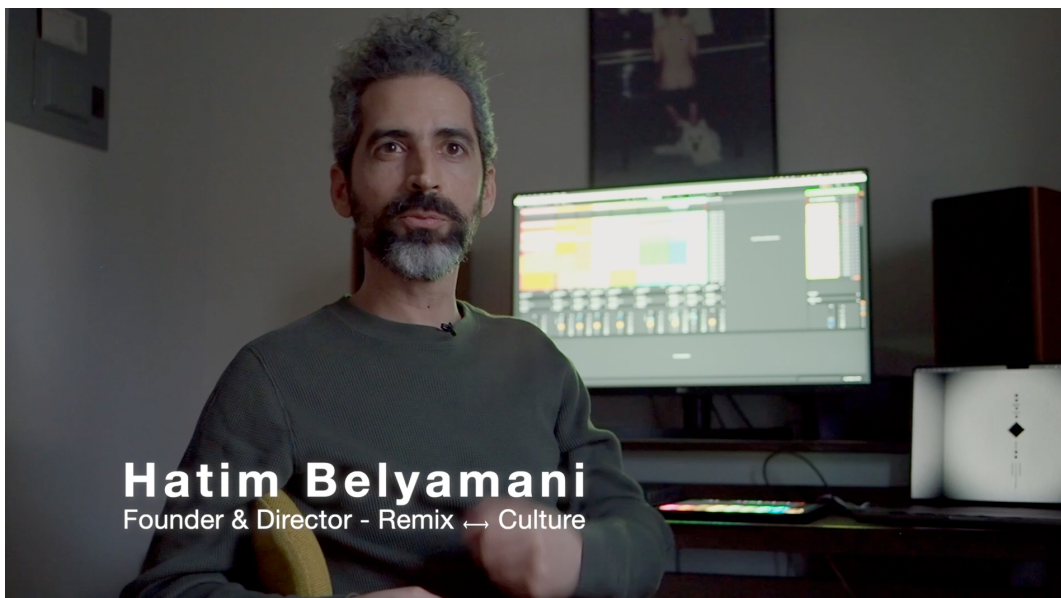 Hatim Belyamani
Founder & Director - Remix ⟷ Culture